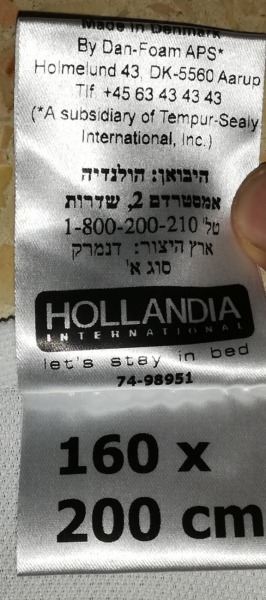 Made in Denmark
By Dan-Foam APS*
Holmelund 43, DK-5560 Aarup
Tlf. +45 63 43 43 43
(*A subsidiary of Tempur-Sealy
International, Inc.)
היבואן: הולנדיה
אמסטרדם 2, שדרות
טל' 1-800-200-210
ארץ היצור: דנמרק
סוג א'
HOLLANDIA
INTERNATIONAL
let's stay in bed
74-98951
160 x
200 cm